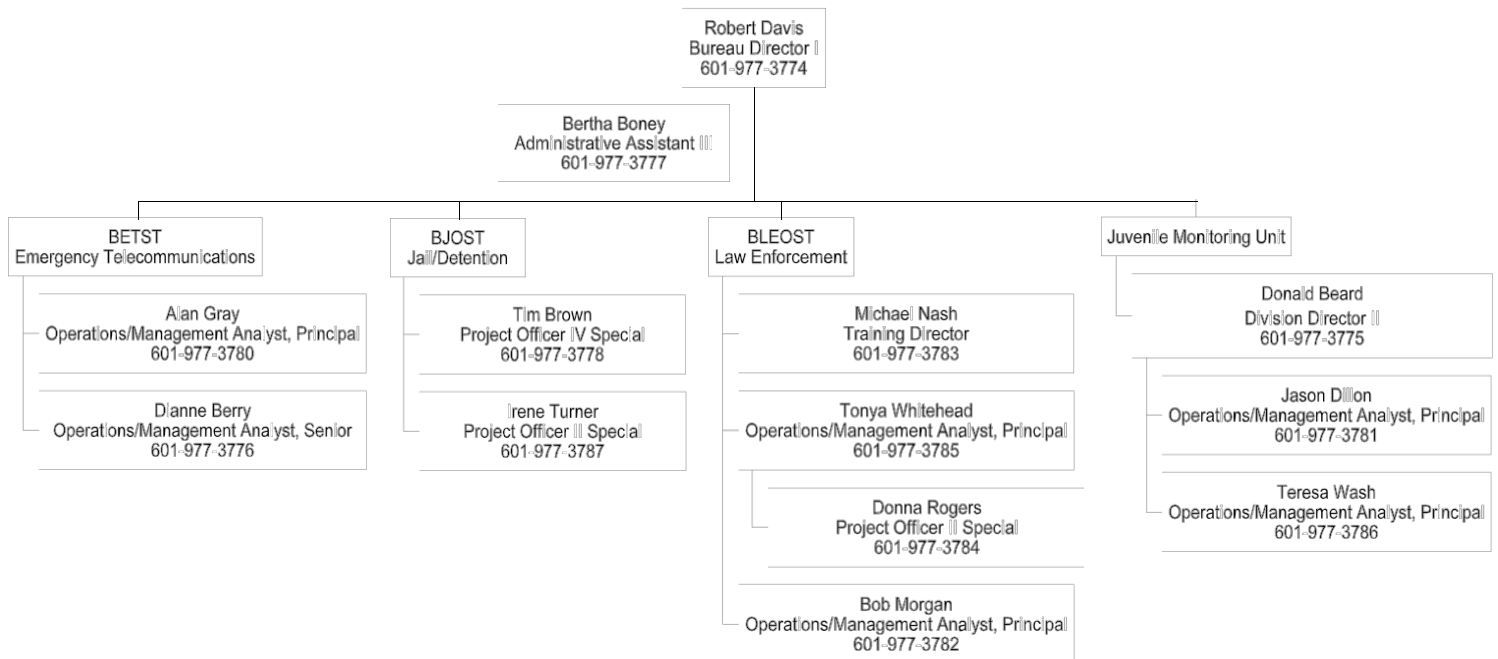 Robert Davis
Bureau Director I
601-977-3774
Bertha Boney
Administrative Assistant III
601-977-3777
BETST
Emergency Telecommunications
BJOST
Jail/Detention
BLEOST
Law Enforcement
Juvenile Monitoring Unit
Alan Gray
Operations/Management Analyst, Principal
601-977-3780
Dianne Berry
Operations/Management Analyst, Senior
601-977-3776
Tim Brown
Project Officer IV Special
601-977-3778
Irene Turner
Project Officer II Special
601-977-3787
Michael Nash
Training Director
601-977-3783
Tonya Whitehead
Operations/Management Analyst, Principal
601-977-3785
Donna Rogers
Project Officer II Special
601-977-3784
Bob Morgan
Operations/Management Analyst, Principal
601-977-3782
Donald Beard
Division Director II
601-977-3775
Jason Dillon
Operations/Management Analyst, Principal
601-977-3781
Teresa Wash
Operations/Management Analyst, Principal
601-977-3786